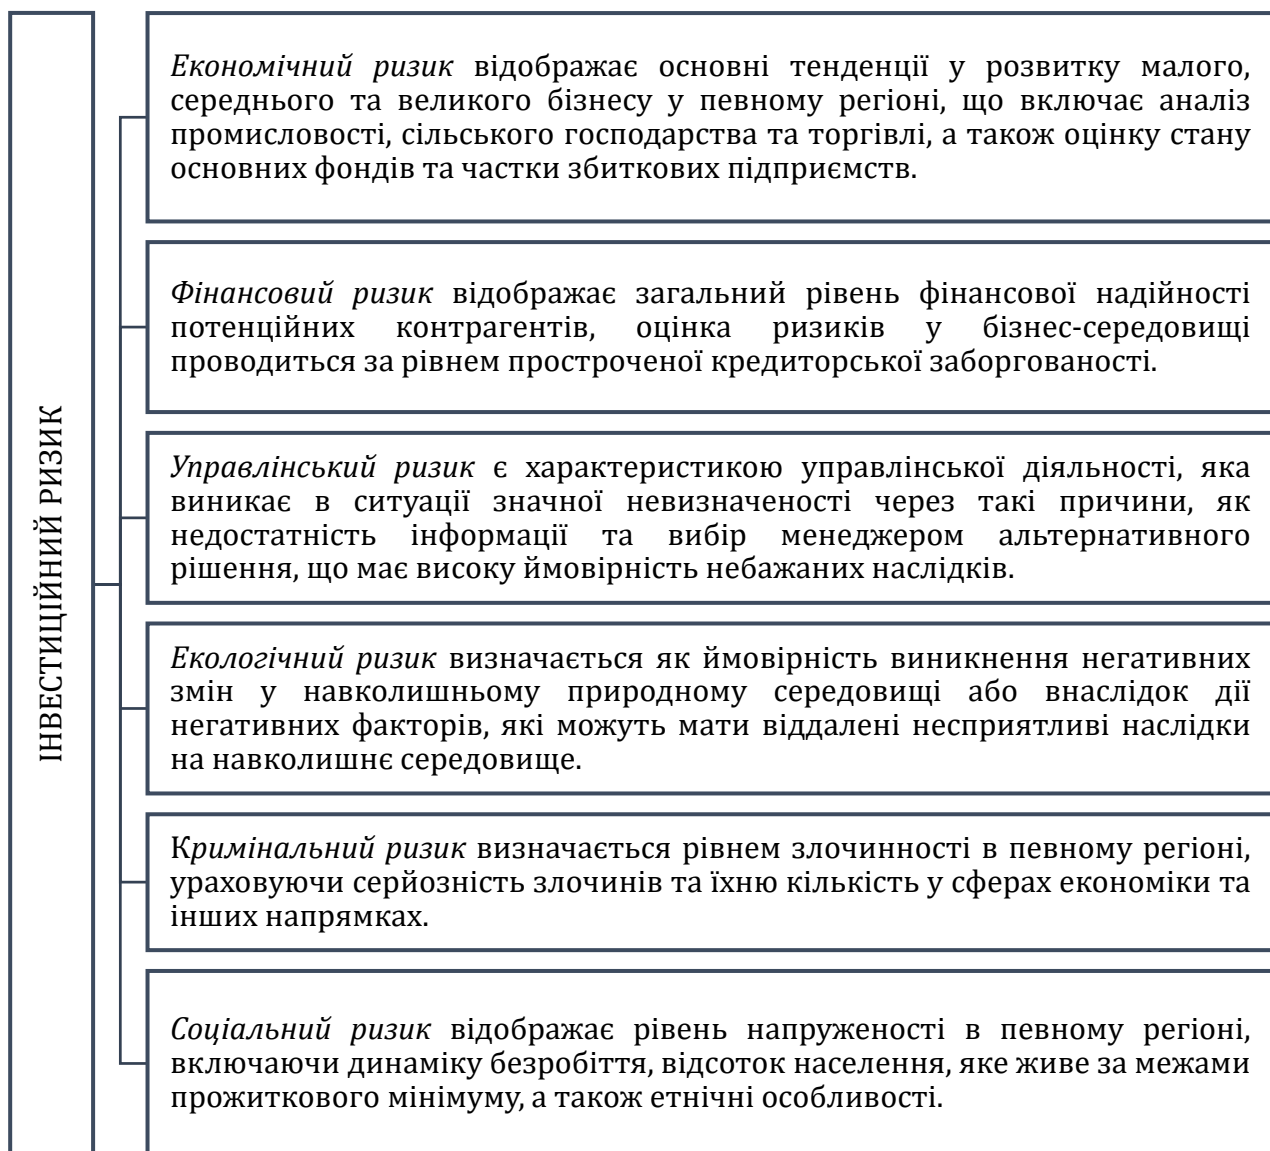 ІНВЕСТИЦІЙНИЙ РИЗИК
Економічний ризик відображає основні тенденції у розвитку малого,
середнього та великого бізнесу у певному регіоні, що включає аналіз
промисловості, сільського господарства та торгівлі, а також оцінку стану
основних фондів та частки збиткових підприємств.
Фінансовий ризик відображає загальний рівень фінансової надійності
потенційних контрагентів, оцінка ризиків у бізнес-середовищі
проводиться за рівнем простроченої кредиторської заборгованості.
Управлінський ризик є характеристикою управлінської діяльності, яка
виникає в ситуації значної невизначеності через такі причини, як
недостатність інформації та вибір менеджером альтернативного
рішення, що має високу ймовірність небажаних наслідків.
Екологічний ризик визначається як ймовірність виникнення негативних
змін у навколишньому природному середовищі або внаслідок дії
негативних факторів, які можуть мати віддалені несприятливі наслідки
на навколишнє середовище.
Кримінальний ризик визначається рівнем злочинності в певному регіоні,
ураховуючи серйозність злочинів та їхню кількість у сферах економіки та
інших напрямках.
Соціальний ризик відображає рівень напруженості в певному регіоні,
включаючи динаміку безробіття, відсоток населення, яке живе за межами
прожиткового мінімуму, а також етнічні особливості.